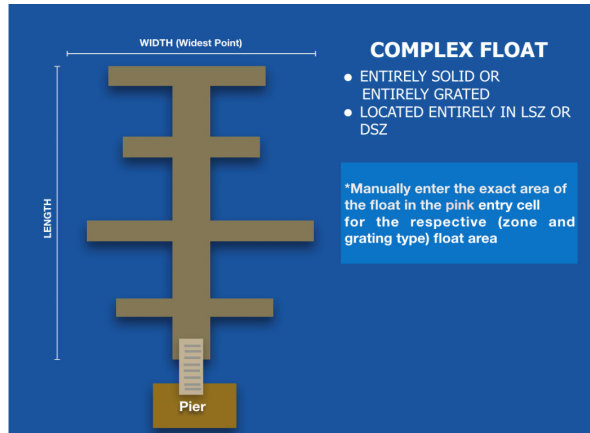 WIDTH (Widest Point)
LENGTH
Pier
COMPLEX FLOAT
● ENTIRELY SOLID OR
ENTIRELY GRATED
● LOCATED ENTIRELY IN LSZ OR
DSZ
*Manually enter the exact area of
the float in the pink entry cell
for the respective (zone and
grating type) float area